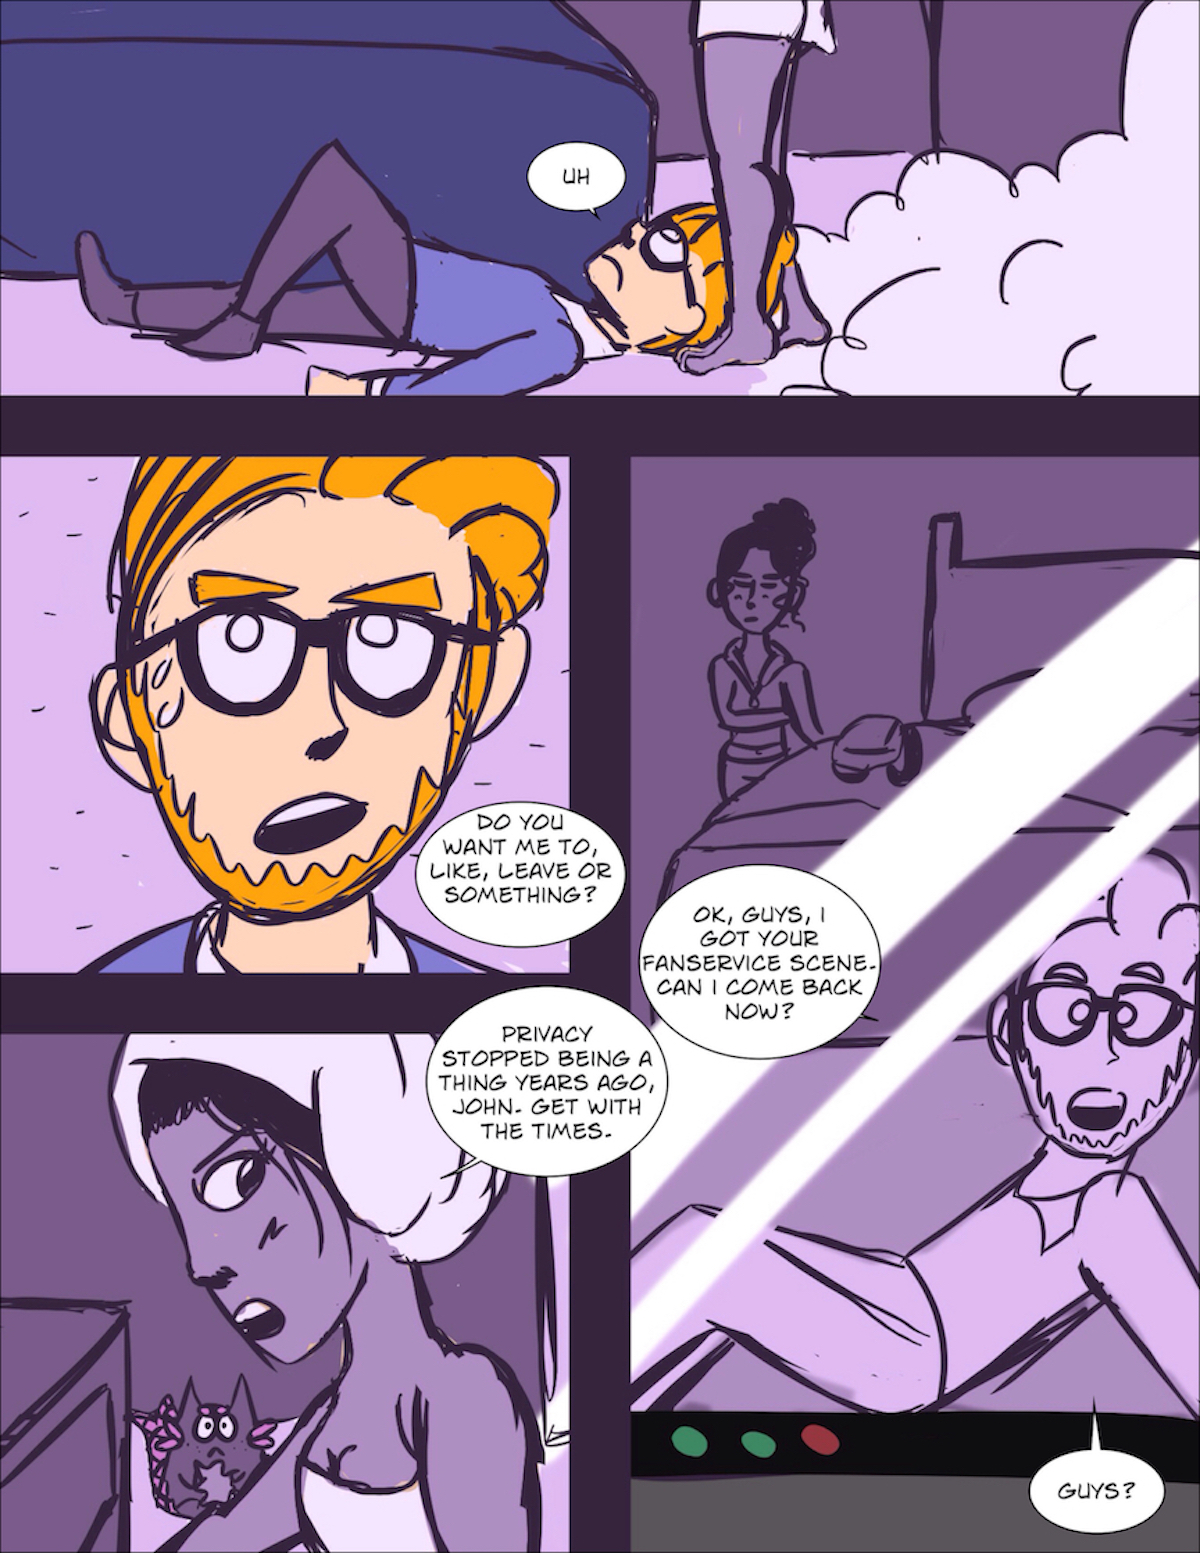 UH
DO YOU
WANT ME TO,
LIKE, LEAVE OR
SOMETHING?
PRIVACY
STOPPED BEING A
THING YEARS AGO,
JOHN. GET WITH
THE TIMES.
OK, GUYS, I
GOT YOUR
FANSERVICE SCENE.
CAN I COME BACK
NOW?
GUYS?